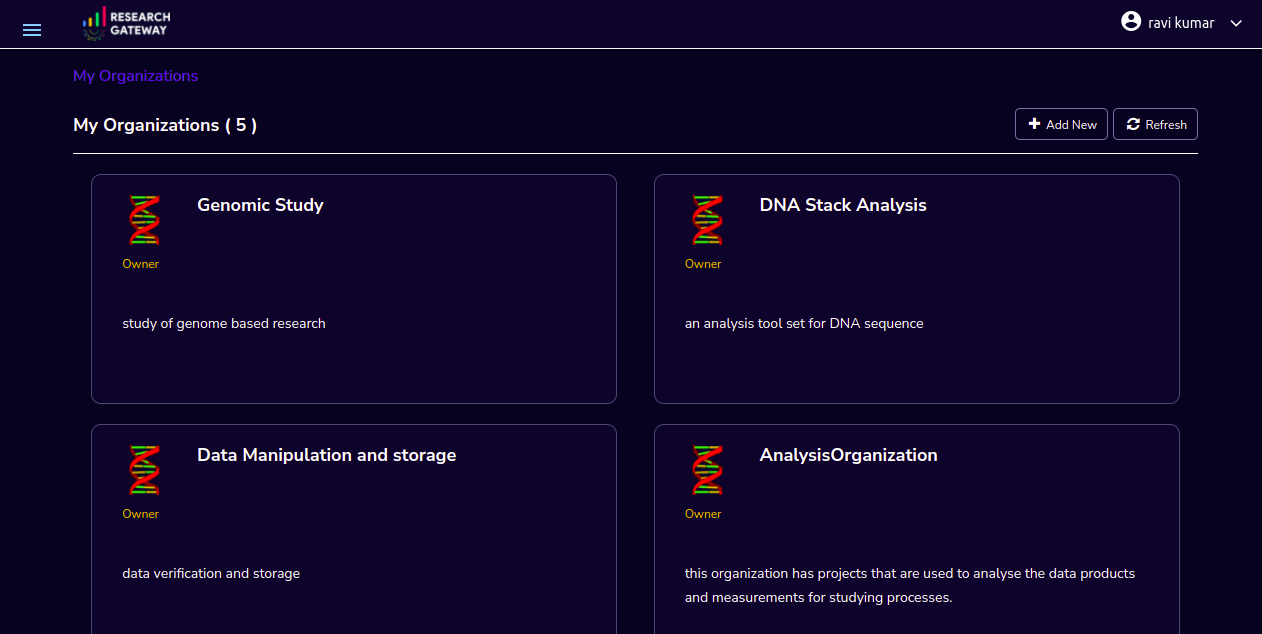 RESEARCH
GATEWAY
ravi kumar
My Organizations
My Organizations ( 5 )
Add New
Refresh
Genomic Study
Owner
study of genome based research
DNA Stack Analysis
Owner
an analysis tool set for DNA sequence
Data Manipulation and storage
Owner
data verification and storage
AnalysisOrganization
Owner
this organization has projects that are used to analyse the data products
and measurements for studying processes.